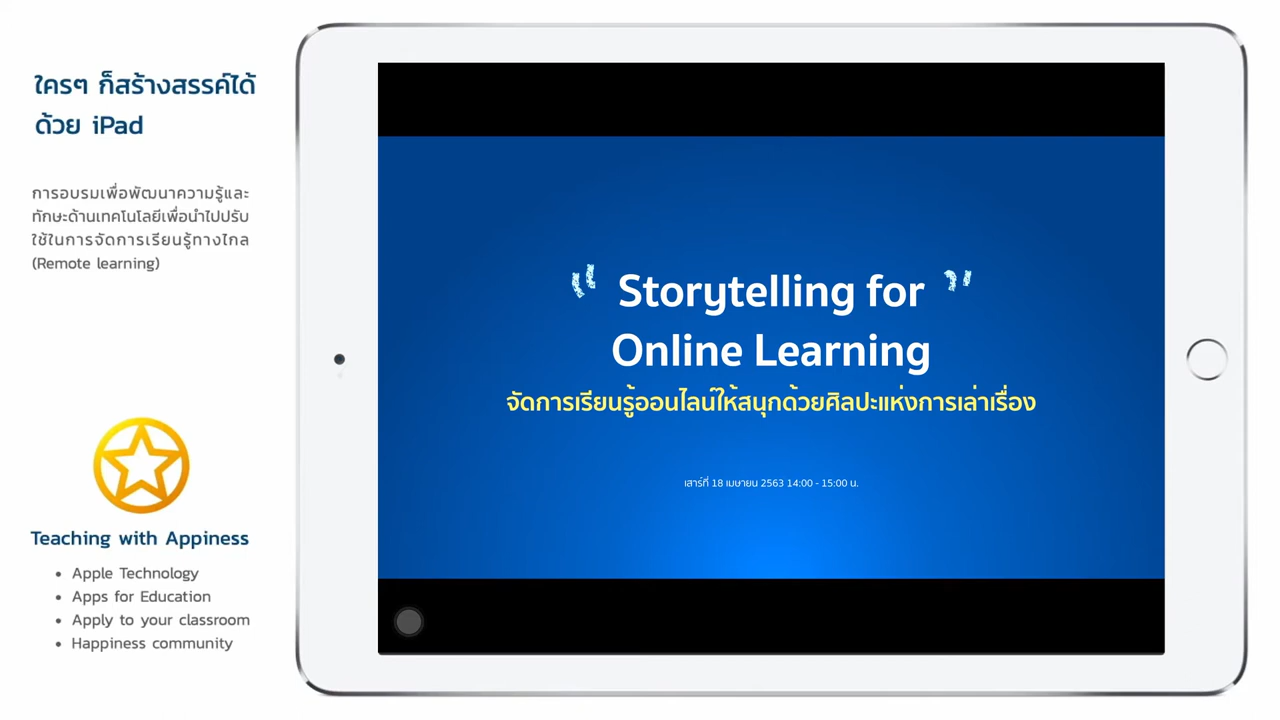 ใครๆ ก็สร้างสรรค์ได้
ด้วย iPad
การอบรมเพื่อพัฒนาความรู้และ
ทักษะด้านเทคโนโลยีเพื่อนำไปปรับ
ใช้ในการจัดการเรียนรู้ทางไกล
(Remote learning)
Teaching with Appiness
• Apple Technology
• Apps for Education
• Apply to your classroom
• Happiness community
“ Storytelling for ”
Online Learning
จัดการเรียนรู้ออนไลน์ให้สนุกด้วยศิลปะแห่งการเล่าเรื่อง
เสาร์ที่ 18 เมษายน 2563 14:00 - 15:00 น.